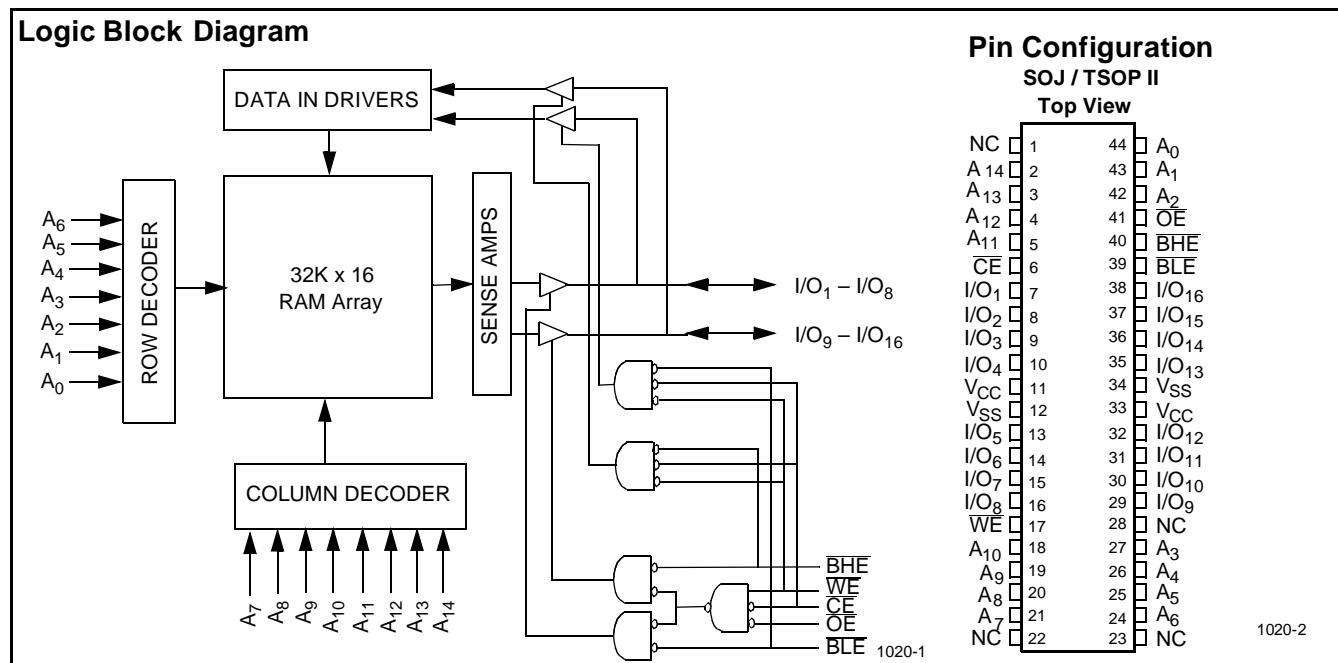 Logic Block Diagram
DATA IN DRIVERS
ROW DECODER
A6
A5
A4
A3
A2
A1
A0
32K x 16
RAM Array
SENSE AMPS
I/O1 – I/O8
I/O9 – I/O16
COLUMN DECODER
A7
A8
A9
A10
A11
A12
A13
A14
BHE
WE
CE
OE
BLE
1020-1
Pin Configuration
SOJ / TSOP II
Top View
NC 1 44 A0
A14 2 43 A1
A13 3 42 A2
A12 4 41 OE
A11 5 40 BHE
CE 6 39 BLE
I/O1 7 38 I/O16
I/O2 8 37 I/O15
I/O3 9 36 I/O14
I/O4 10 35 I/O13
VCC 11 34 VSS
VSS 12 33 VCC
I/O5 13 32 I/O12
I/O6 14 31 I/O11
I/O7 15 30 I/O10
I/O8 16 29 I/O9
WE 17 28 NC
A10 18 27 A3
A9 19 26 A4
A8 20 25 A5
A7 21 24 A6
NC 22 23 NC
1020-2